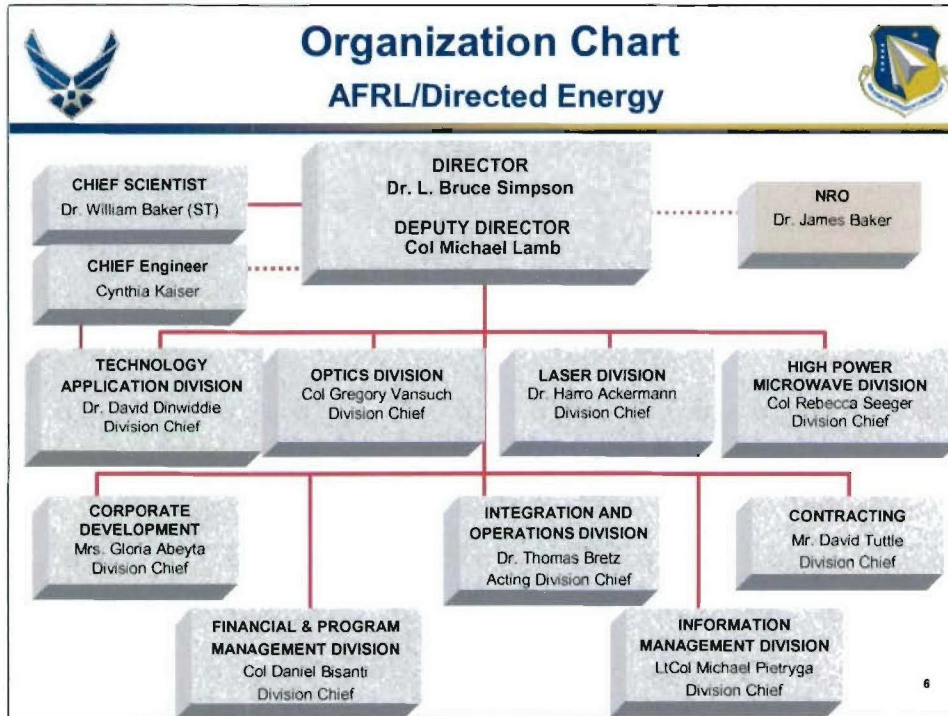 Organization Chart
AFRL/Directed Energy
DIRECTOR
Dr. L. Bruce Simpson
DEPUTY DIRECTOR
Col Michael Lamb
CHIEF SCIENTIST
Dr. William Baker (ST)
NRO
Dr. James Baker
CHIEF Engineer
Cynthia Kaiser
TECHNOLOGY
APPLICATION DIVISION
Dr. David Dinwiddie
Division Chief
OPTICS DIVISION
Col Gregory Vansuch
Division Chief
LASER DIVISION
Dr. Harro Ackermann
Division Chief
HIGH POWER
MICROWAVE DIVISION
Col Rebecca Seeger
Division Chief
CORPORATE
DEVELOPMENT
Mrs. Gloria Abeyta
Division Chief
INTEGRATION AND
OPERATIONS DIVISION
Dr. Thomas Bretz
Acting Division Chief
CONTRACTING
Mr. David Tuttle
Division Chief
FINANCIAL & PROGRAM
MANAGEMENT DIVISION
Col Daniel Bisanti
Division Chief
INFORMATION
MANAGEMENT DIVISION
LtCol Michael Pietryga
Division Chief
6